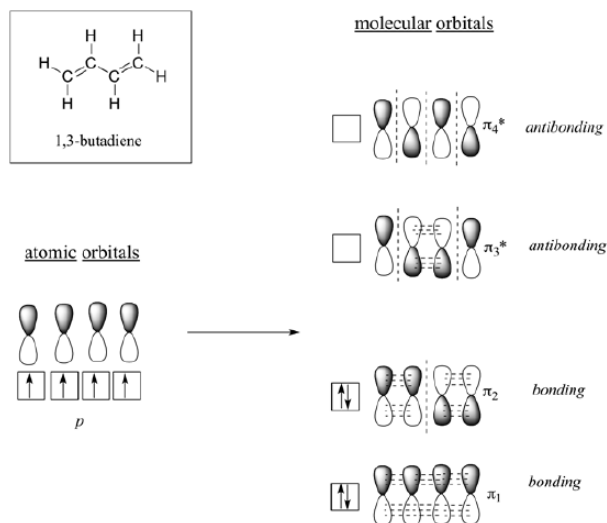 molecular orbitals
H H
H C C
C C H
H H
1,3-butadiene
π4* antibonding
π3* antibonding
atomic orbitals
p
π2 bonding
π1 bonding